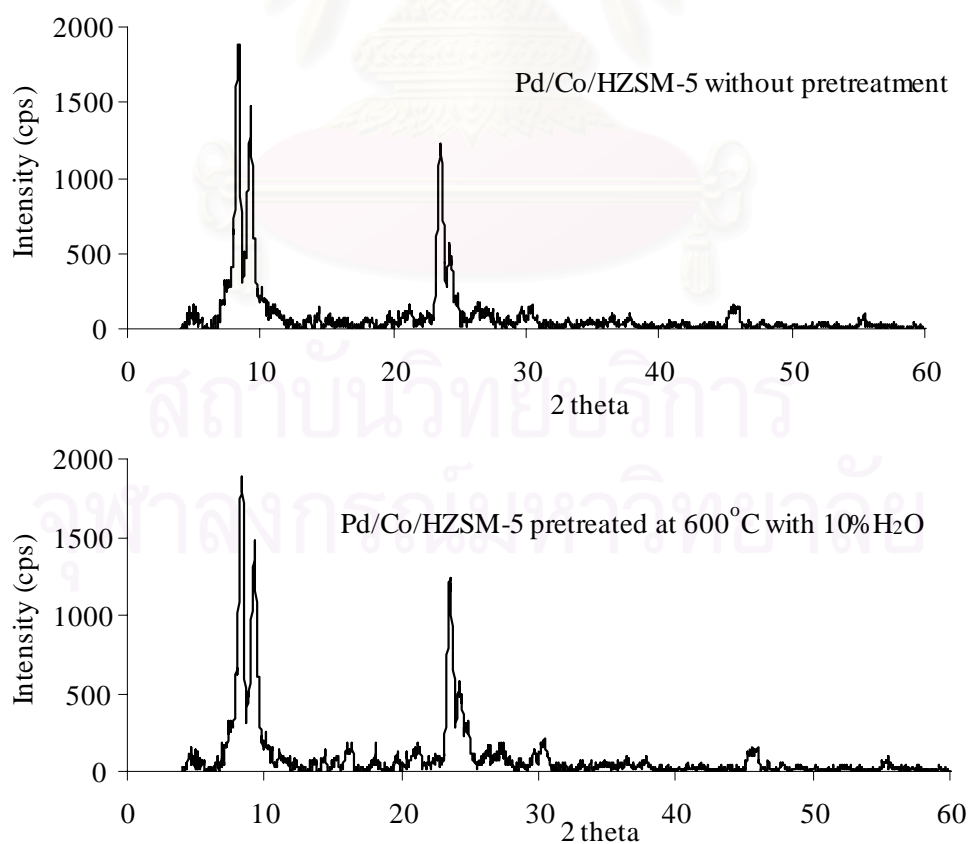 2000
1500
1000
500
0
Intensity (cps)
Pd/Co/HZSM-5 without pretreatment
0 10 20 30 40 50 60
2 theta
สถาบันวิทยบริการ
2000
1500
1000
500
0
Intensity (cps)
จุฬาลงกรณ์มหาวิทยาลัย
Pd/Co/HZSM-5 pretreated at 600°C with 10%H2O
0 10 20 30 40 50 60
2 theta